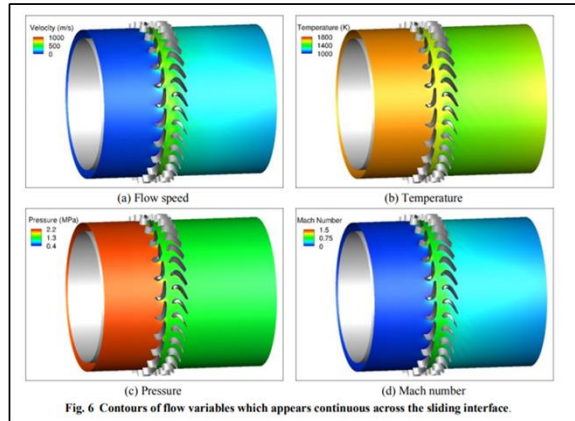 Velocity (m/s)
1000
500
0
Temperature (K)
1800
1400
1000
(a) Flow speed
(b) Temperature
Pressure (MPa)
2.2
1.3
0.4
Mach Number
1.5
0.75
0
(c) Pressure
(d) Mach number
Fig. 6 Contours of flow variables which appears continuous across the sliding interface.